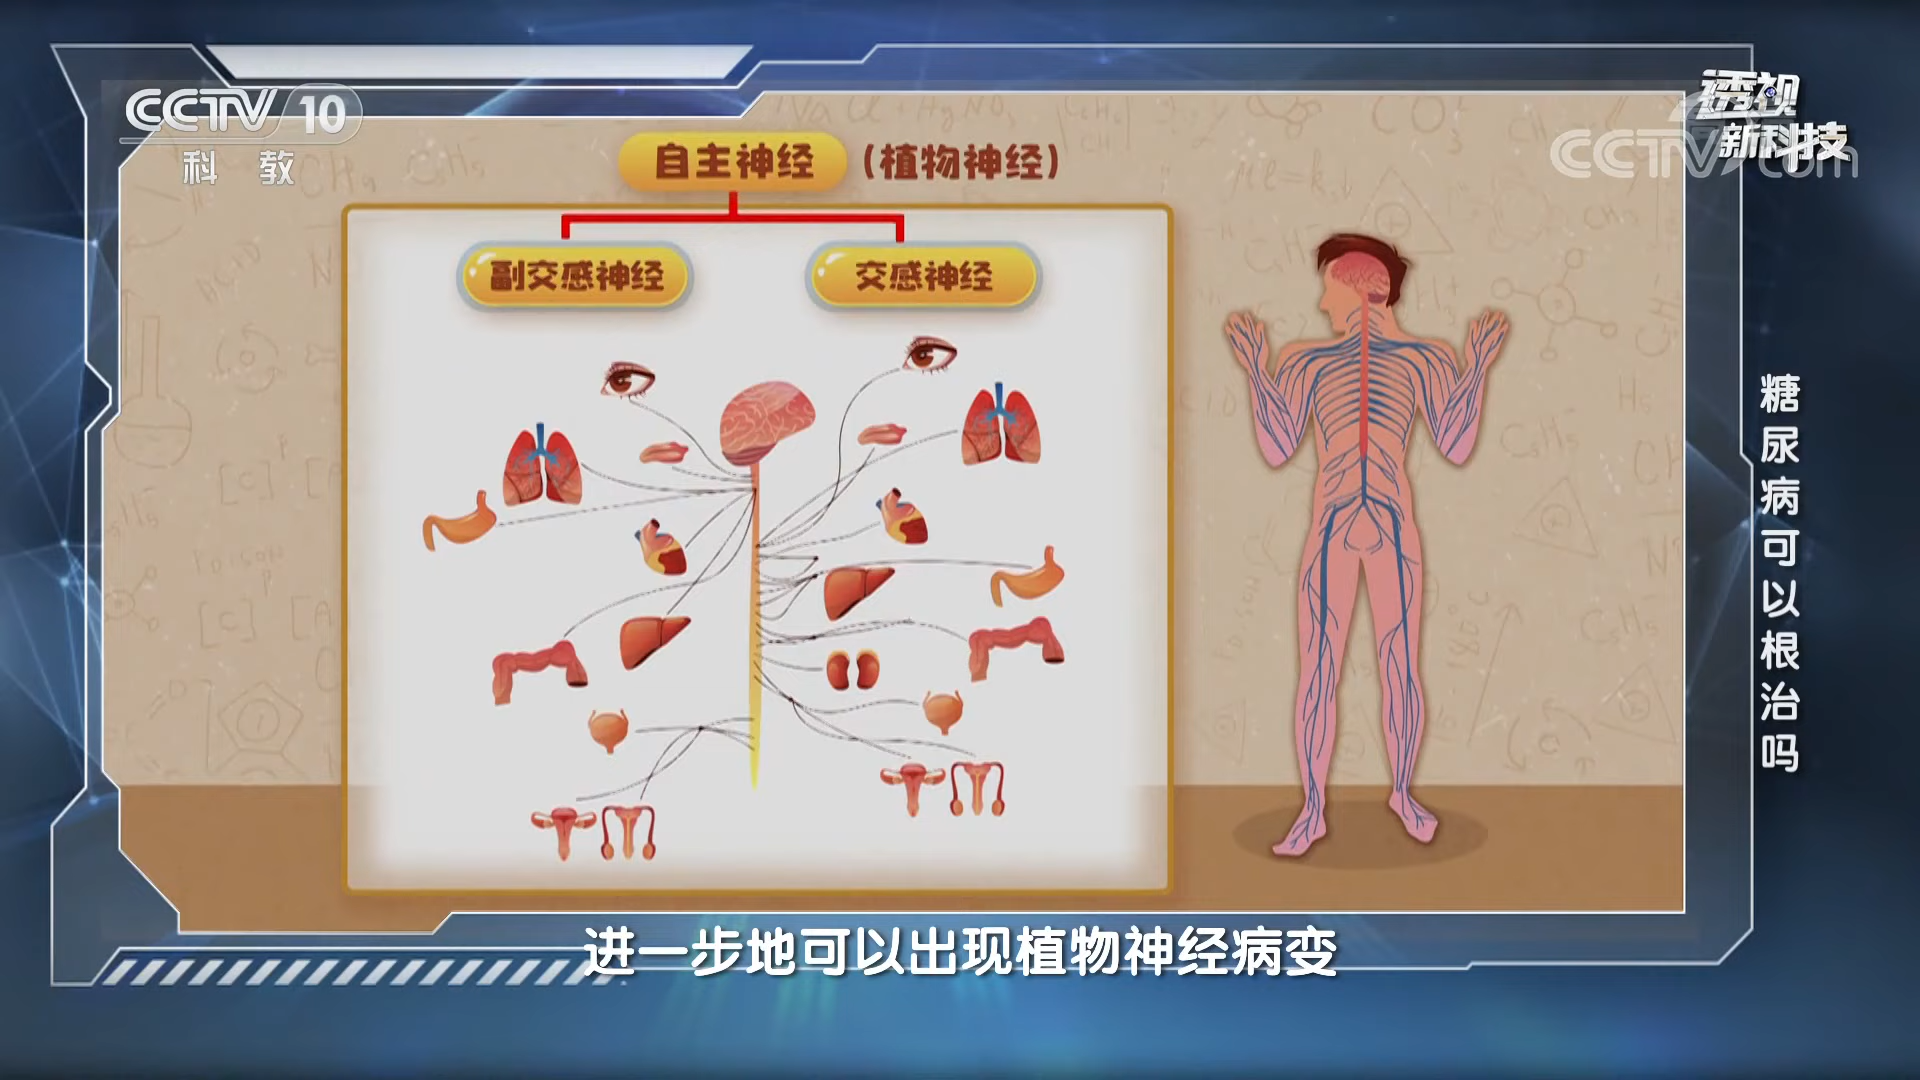 CCTV 10
科 教
透视
新科技
CCTV.com
自主神经 (植物神经)
副交感神经
交感神经
糖尿病可以根治吗
进一步地可以出现植物神经病变